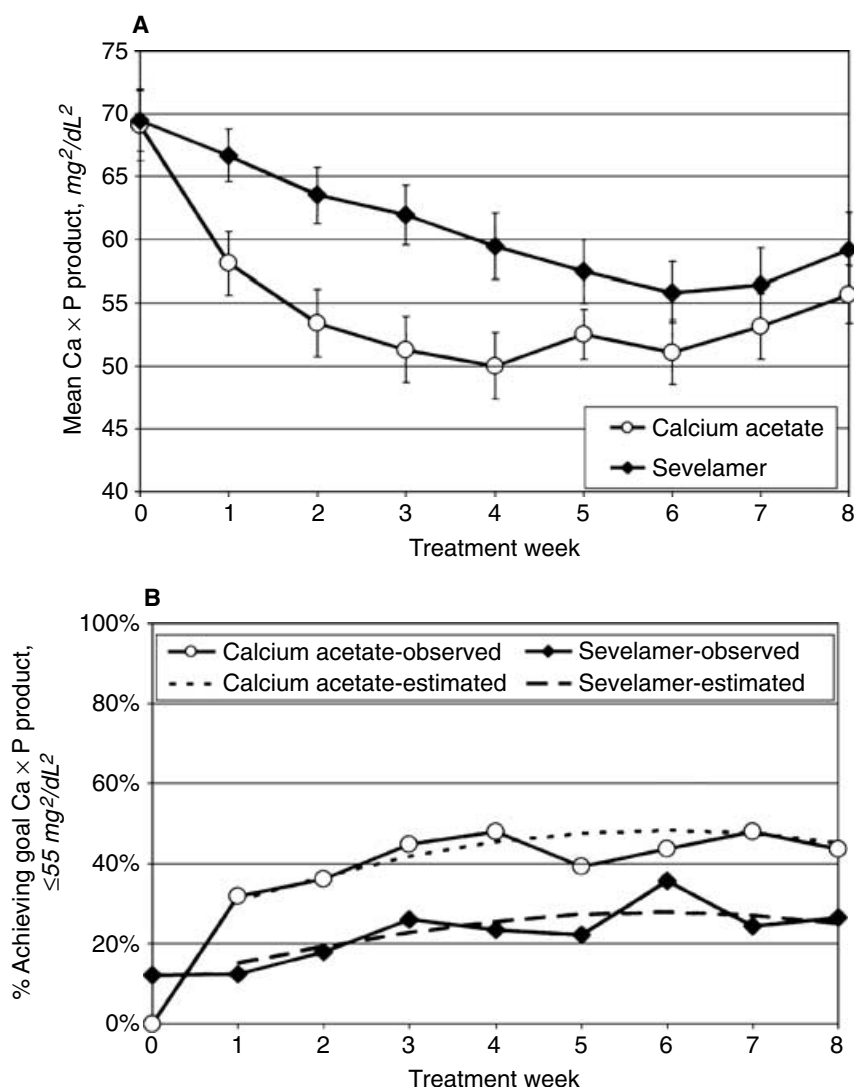 A
Mean Ca × P product, mg²/dL²
75
70
65
60
55
50
45
40
0 1 2 3 4 5 6 7 8
Treatment week
Calcium acetate
Sevelamer
B
% Achieving goal Ca × P product,
≤55 mg²/dL²
100%
80%
60%
40%
20%
0%
0 1 2 3 4 5 6 7 8
Treatment week
Calcium acetate-observed Sevelamer-observed
Calcium acetate-estimated Sevelamer-estimated